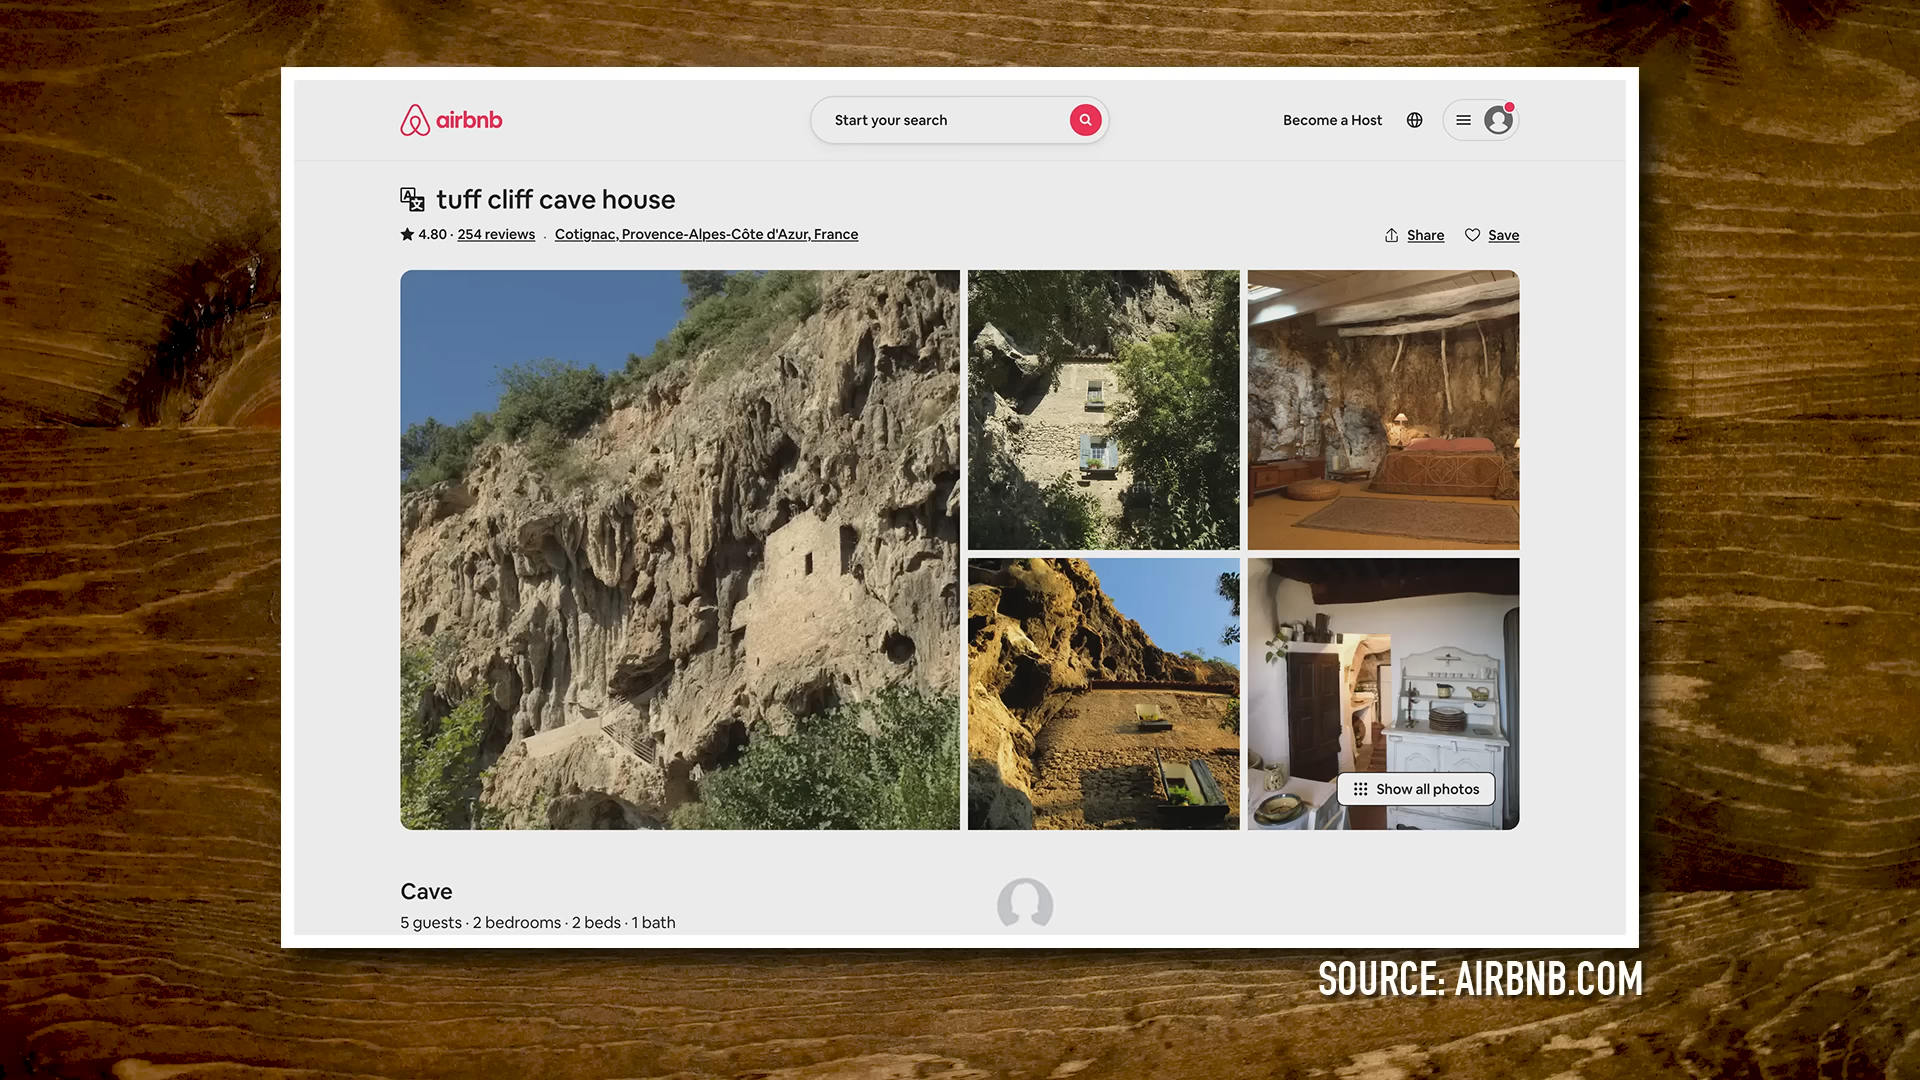 airbnb
Start your search
Become a Host
tuff cliff cave house
4.80 · 254 reviews · Cotignac, Provence-Alpes-Côte d'Azur, France
Share
Save
Show all photos
Cave
5 guests · 2 bedrooms · 2 beds · 1 bath
SOURCE: AIRBNB.COM